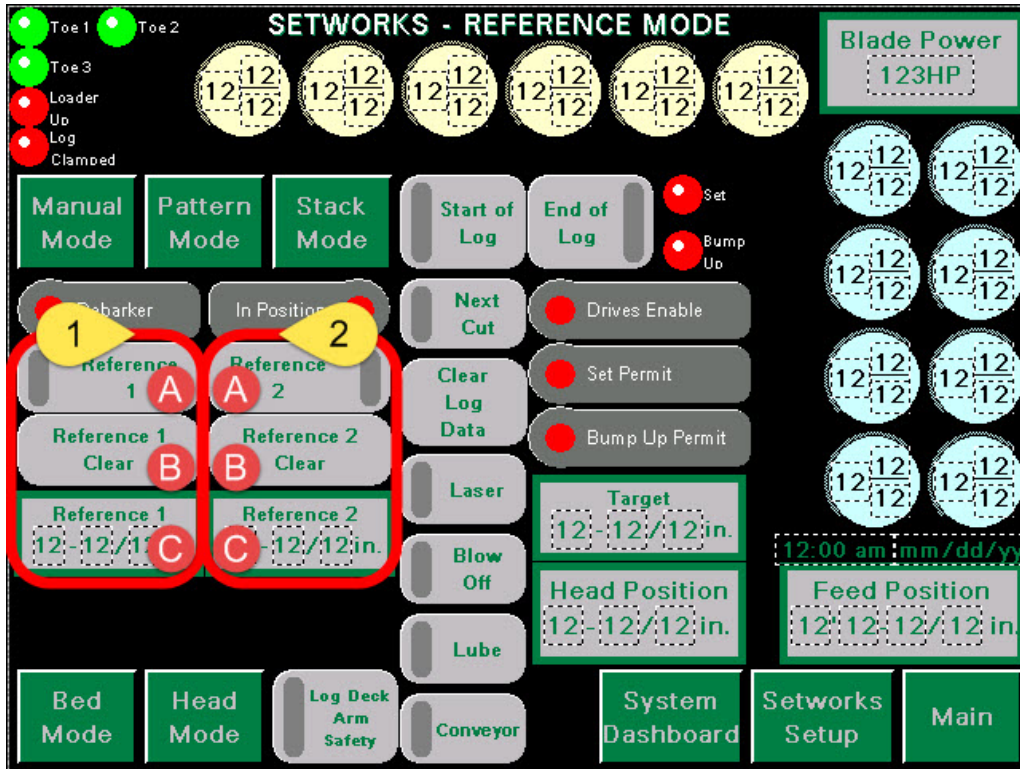 SETWORKS - REFERENCE MODE
Toe 1
Toe 2
Toe 3
Loader
Up
Log
Clamped
12 12/12
12 12/12
12 12/12
12 12/12
12 12/12
12 12/12
Blade Power
123HP
12 12/12
12 12/12
12 12/12
12 12/12
12 12/12
12 12/12
12 12/12
12 12/12
Manual
Mode
Pattern
Mode
Stack
Mode
Start of
Log
End of
Log
Set
Bump
Up
In Position
Next
Cut
Drives Enable
1
2
Reference
1
A
Reference
2
A
Clear
Log
Data
Set Permit
Reference 1
Clear
B
Reference 2
Clear
B
Bump Up Permit
Laser
Reference 1
12-12/12
C
Reference 2
-12/12in.
C
Target
12-12/12in.
Blow
Off
12:00 am mm/dd/yy
Head Position
12-12/12in.
Feed Position
12' 12-12/12 in.
Lube
Bed
Mode
Head
Mode
Log Deck
Arm
Safety
Conveyor
System
Dashboard
Setworks
Setup
Main